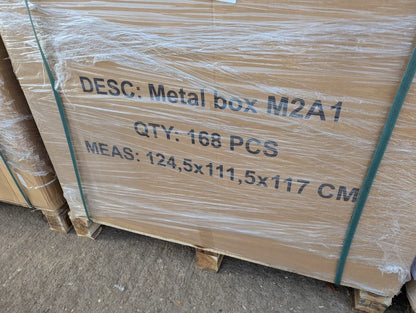 DESC: Metal box M2A1
QTY: 168 PCS
MEAS: 124,5x111,5x117 CM